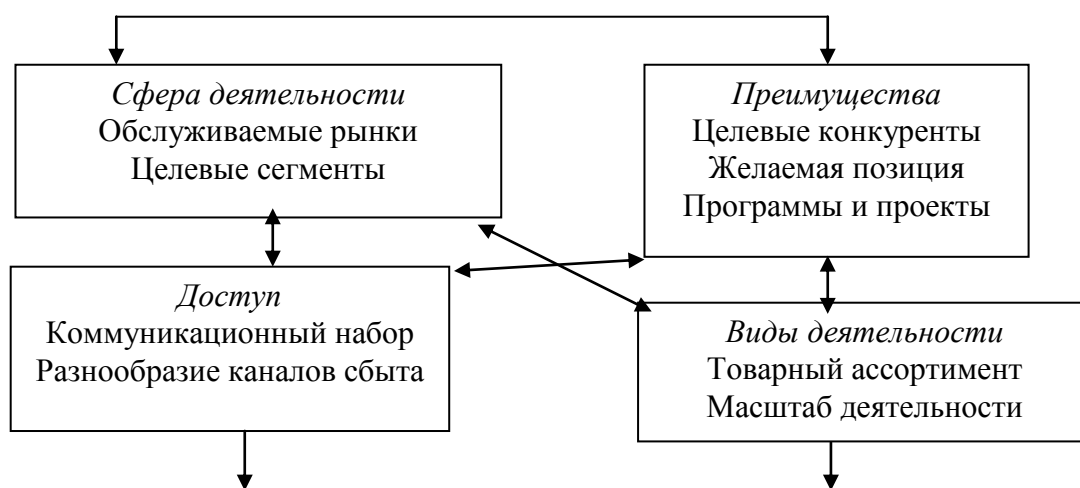 Сфера деятельности
Обслуживаемые рынки
Целевые сегменты
Преимущества
Целевые конкуренты
Желаемая позиция
Программы и проекты
Доступ
Коммуникационный набор
Разнообразие каналов сбыта
Виды деятельности
Товарный ассортимент
Масштаб деятельности